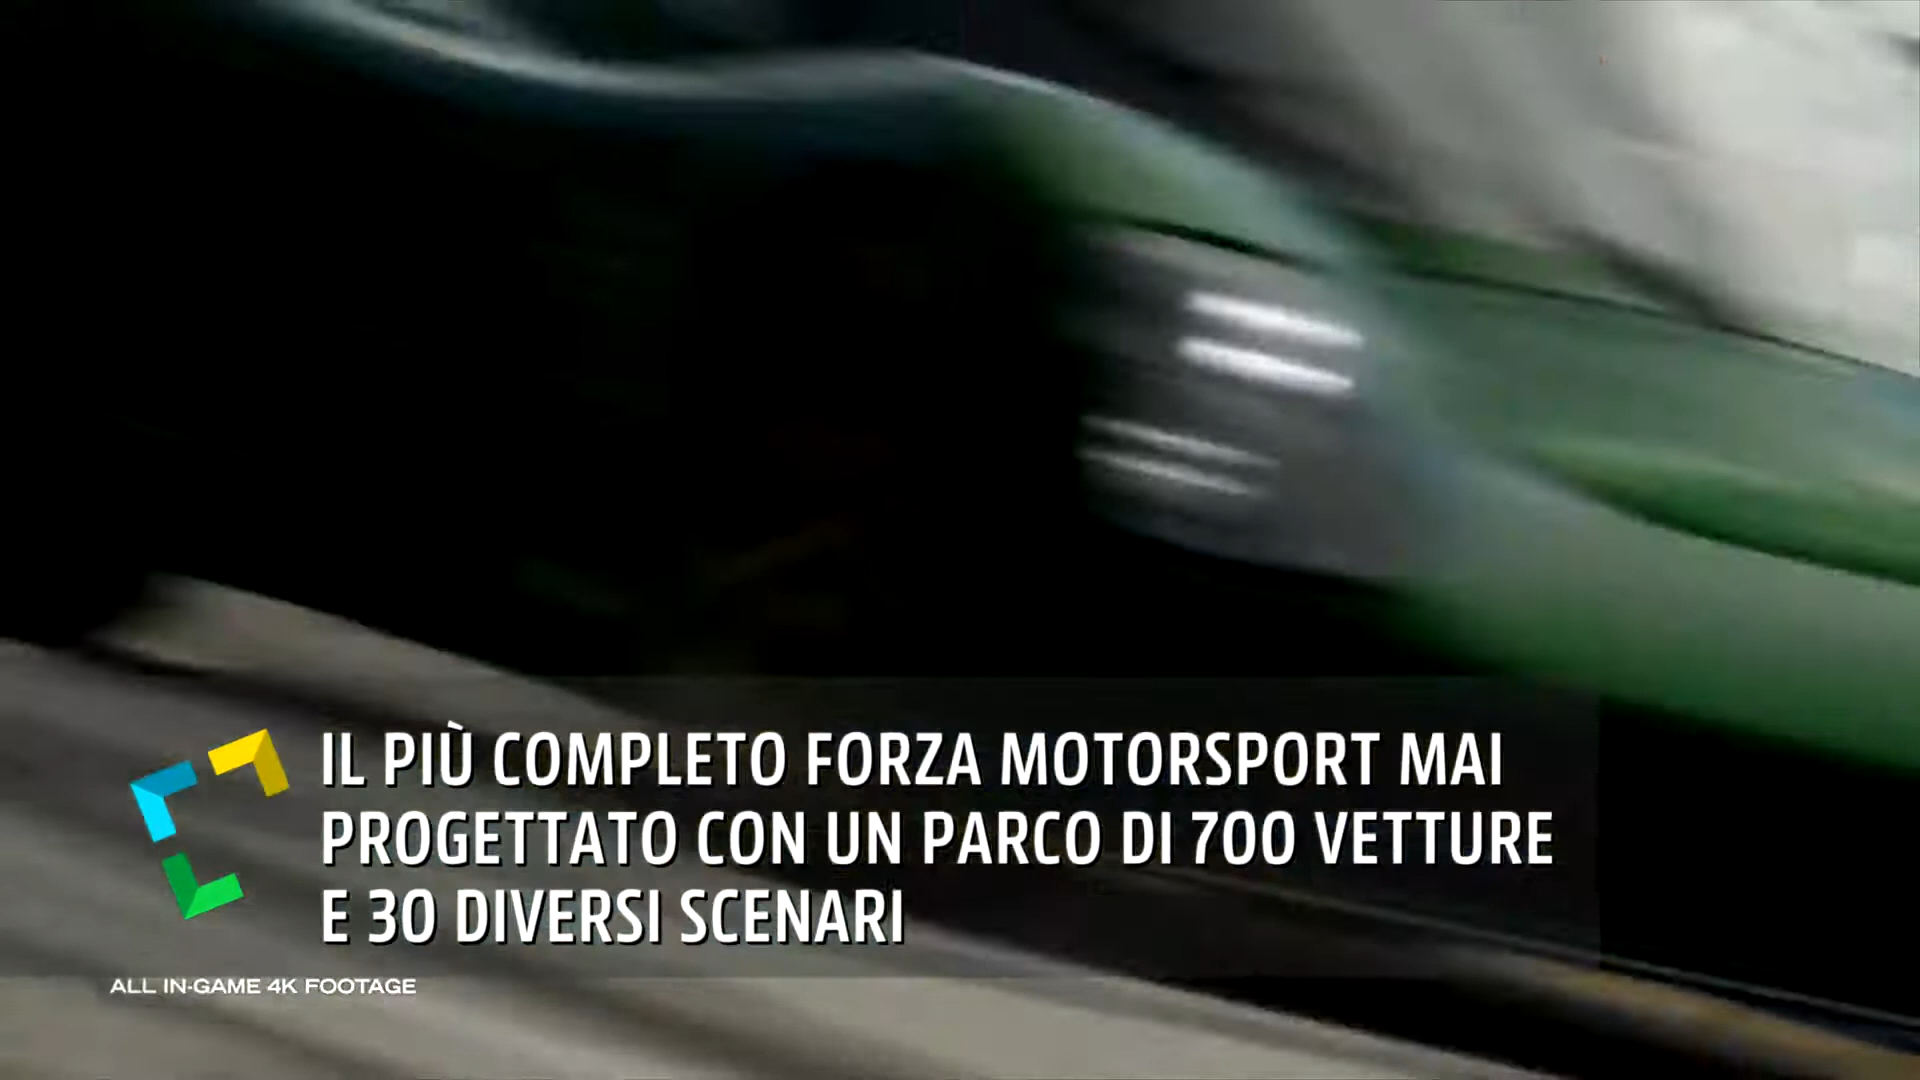 IL PIÙ COMPLETO FORZA MOTORSPORT MAI
PROGETTATO CON UN PARCO DI 700 VETTURE
E 30 DIVERSI SCENARI
ALL IN-GAME 4K FOOTAGE